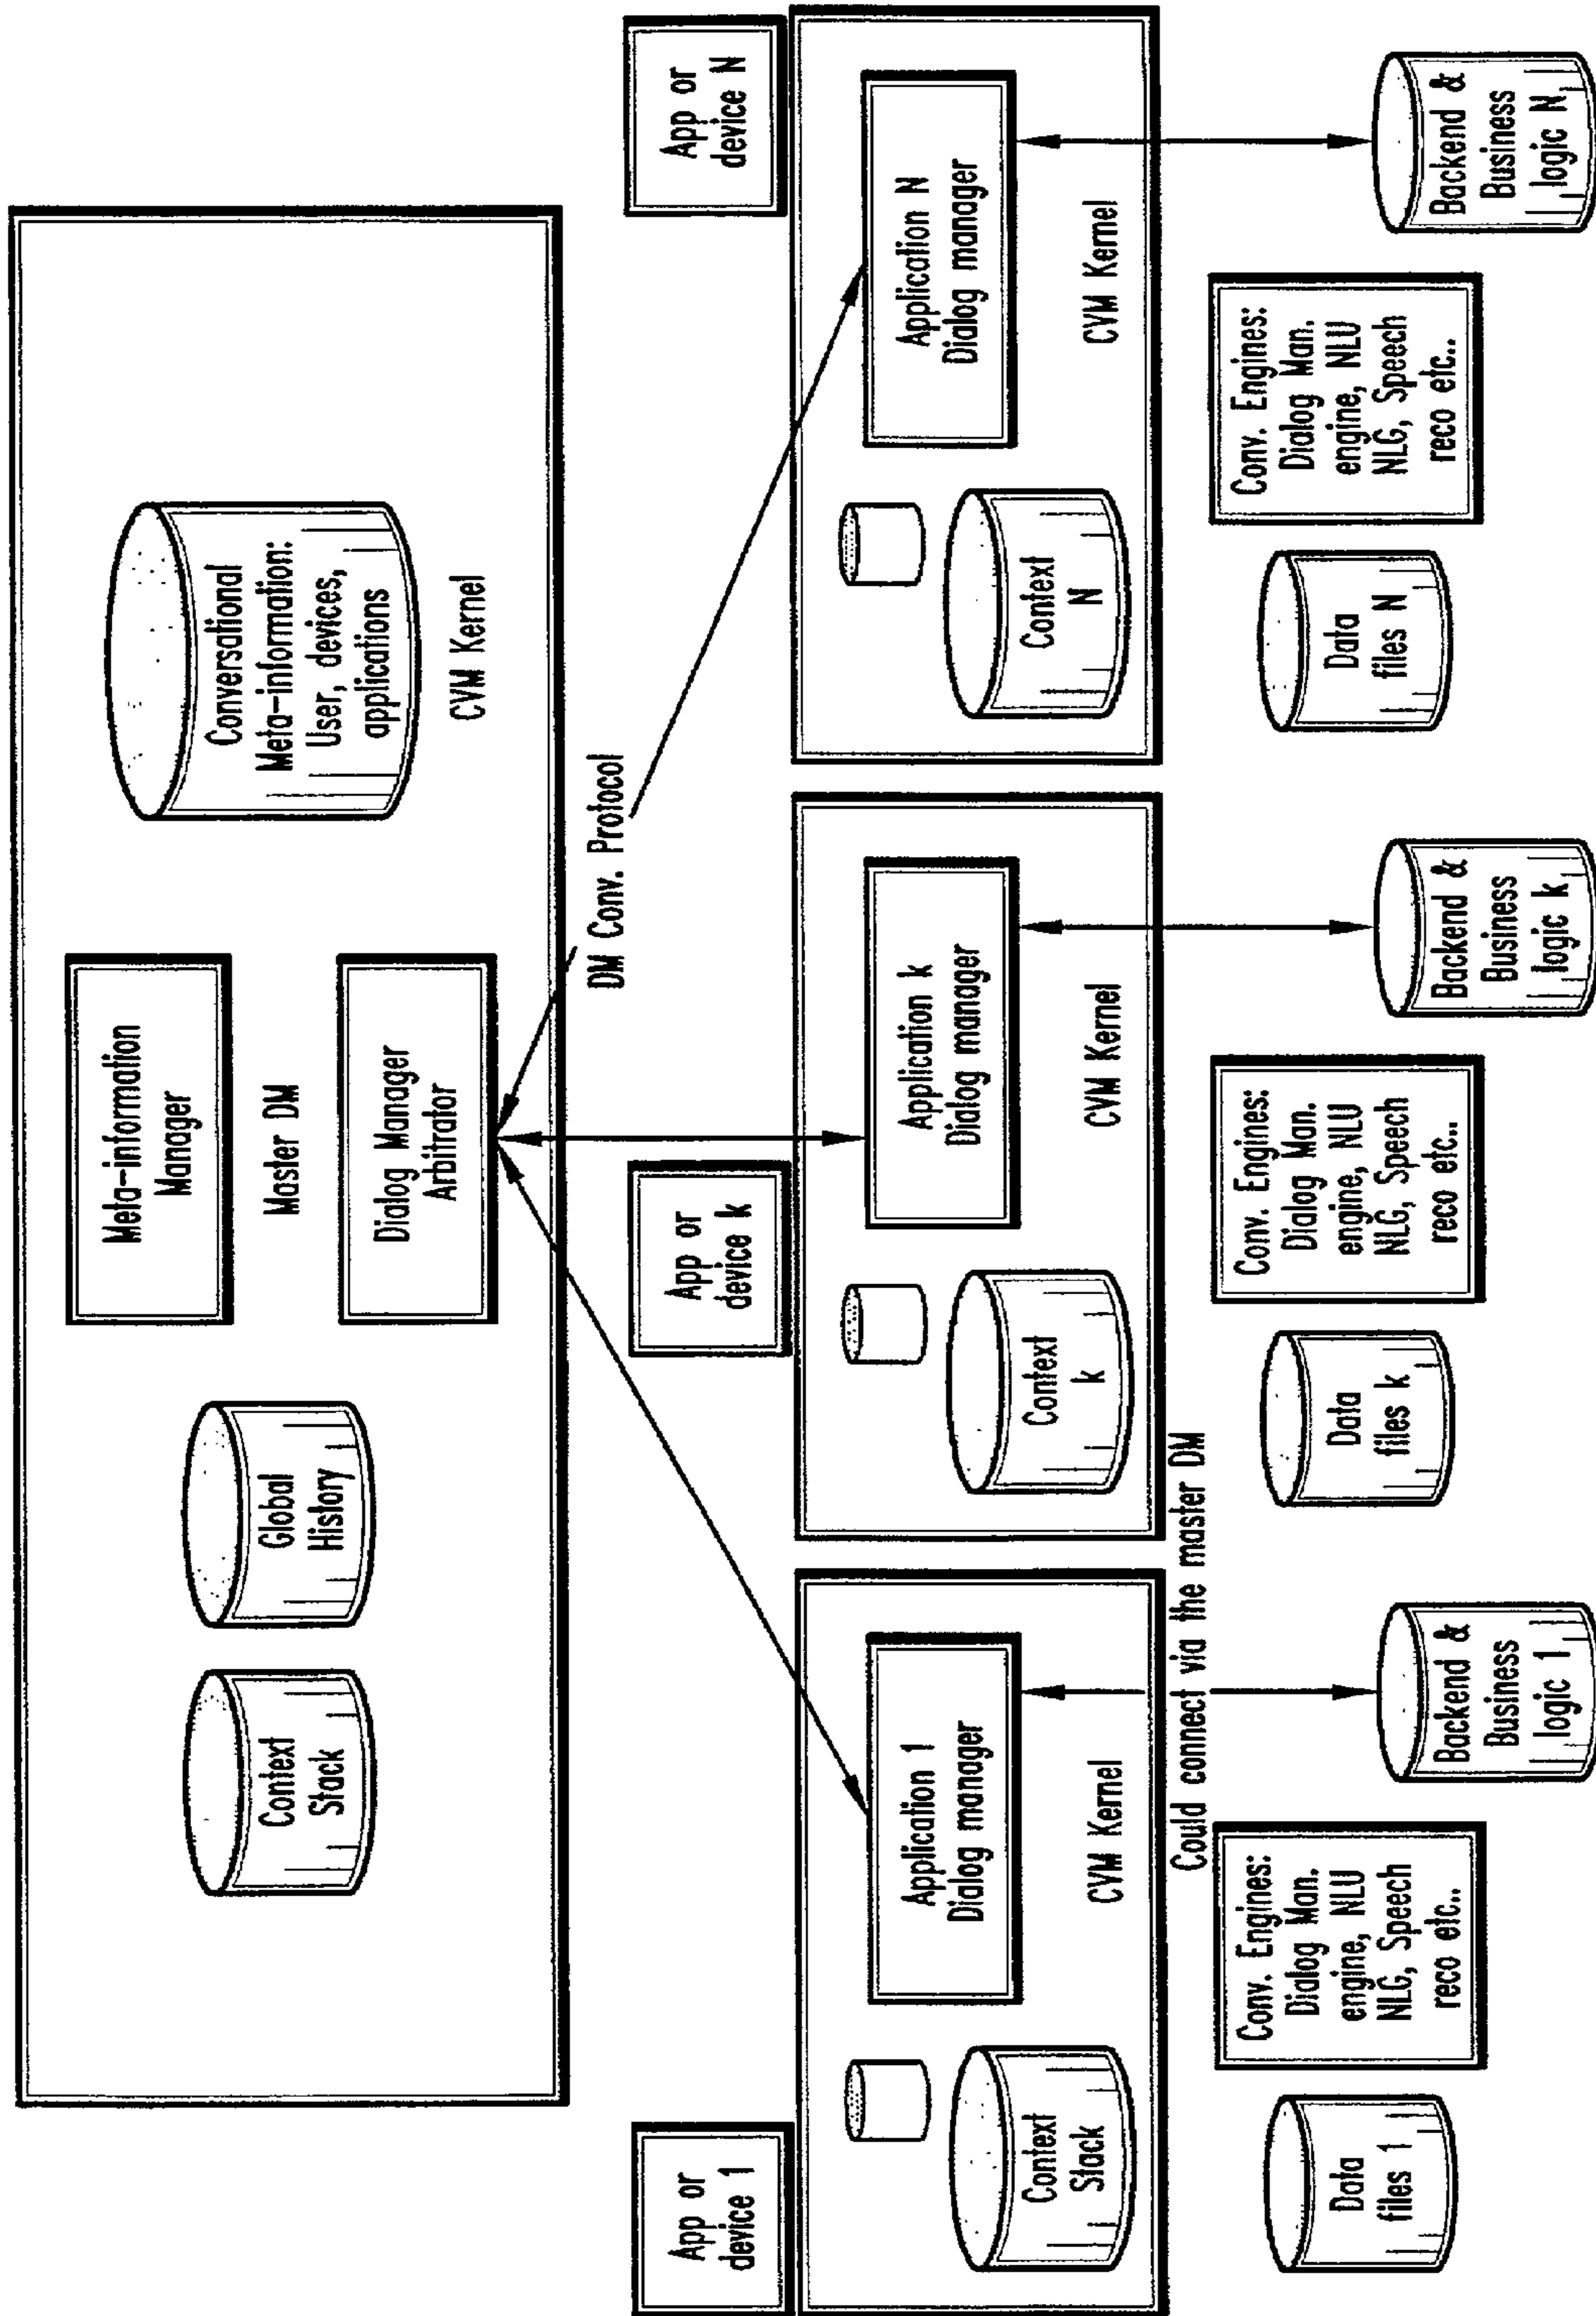 Context
Stack
Global
History
Meta-information
Manager
Master DM
Dialog Manager
Arbitrator
Conversational
Meta-information:
User, devices,
applications
CVM Kernel
DM Conv. Protocol
App or
device 1
Context
Stack
Application 1
Dialog manager
CVM Kernel
App or
device k
Context
k
Application k
Dialog manager
CVM Kernel
App or
device N
Context
N
Application N
Dialog manager
CVM Kernel
Could connect via the master DM
Data
files 1
Conv. Engines:
Dialog Man.
engine, NLU
NLG, Speech
reco etc..
Backend &
Business
logic 1
Data
files k
Conv. Engines:
Dialog Man.
engine, NLU
NLG, Speech
reco etc..
Backend &
Business
logic k
Data
files N
Conv. Engines:
Dialog Man.
engine, NLU
NLG, Speech
reco etc..
Backend &
Business
logic N